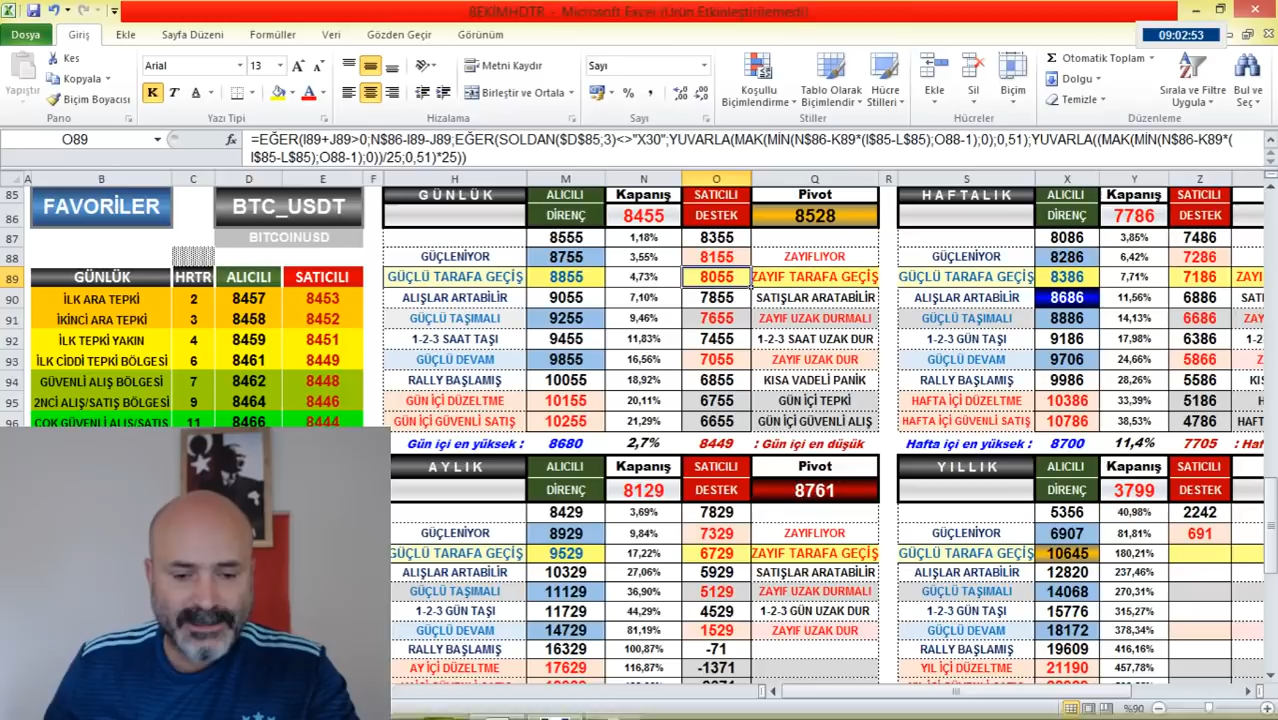 BEKİMHDTR - Microsoft Excel (Ürün Etkinleştirilemedi)
09:02:53
Dosya Giriş Ekle Sayfa Düzeni Formüller Veri Gözden Geçir Görünüm
Yapıştır
Kes
Kopyala
Biçim Boyacısı
Pano
Arial 13
K T A
Yazı Tipi
Metni Kaydır
Birleştir ve Ortala
Hizalama
Sayı
Sayı
Koşullu Biçimlendirme
Tablo Olarak Biçimlendir
Hücre Stilleri
Stiller
Ekle Sil Biçim
Hücreler
Otomatik Toplam
Dolgu
Temizle
Sırala ve Filtre Uygula
Bul ve Seç
Düzenleme
O89
=EĞER(I89+J89>0;N$86-I89-J89;EĞER(SOLDAN($D$85;3)<>"X30";YUVARLA(MAK(MİN(N$86-K89*(I$85-L$85);O88-1);0);0,51);YUVARLA((MAK(MİN(N$86-K89*(
I$85-L$85);O88-1);0))/25;0,51)*25))
A B C D E F H M N O Q R S X Y Z
85 86 87 88 89 90 91 92 93 94 95 96
FAVORİLER
BTC_USDT
BITCOINUSD
GÜNLÜK HRTR ALICILI SATICILI
İLK ARA TEPKİ 2 8457 8453
İKİNCİ ARA TEPKİ 3 8458 8452
İLK TEPKİ YAKIN 4 8459 8451
İLK CİDDİ TEPKİ BÖLGESİ 6 8461 8449
GÜVENLİ ALIŞ BÖLGESİ 7 8462 8448
2NCİ ALIŞ/SATIŞ BÖLGESİ 9 8464 8446
ÇOK GÜVENLİ ALIŞ/SATIŞ 11 8466 8444
GÜNLÜK ALICILI Kapanış SATICILI Pivot
DİRENÇ 8455 DESTEK 8528
8555 1,18% 8355
GÜÇLENİYOR 8755 3,55% 8155 ZAYIFLIYOR
GÜÇLÜ TARAFA GEÇİŞ 8855 4,73% 8055 ZAYIF TARAFA GEÇİŞ
ALIŞLAR ARTABİLİR 9055 7,10% 7855 SATIŞLAR ARATABİLİR
GÜÇLÜ TAŞIMALI 9255 9,46% 7655 ZAYIF UZAK DURMALI
1-2-3 SAAT TAŞI 9455 11,83% 7455 1-2-3 SAAT UZAK DUR
GÜÇLÜ DEVAM 9855 16,56% 7055 ZAYIF UZAK DUR
RALLY BAŞLAMIŞ 10055 18,92% 6855 KISA VADELİ PANİK
GÜN İÇİ DÜZELTME 10155 20,11% 6755 GÜN İÇİ TEPKİ
GÜN İÇİ GÜVENLİ SATIŞ 10255 21,29% 6655 GÜN İÇİ GÜVENLİ ALIŞ
Gün içi en yüksek : 8680 2,7% 8449 : Gün içi en düşük
HAFTALIK ALICILI Kapanış SATICILI
DİRENÇ 7786 DESTEK
8086 3,85% 7486
GÜÇLENİYOR 8286 6,42% 7286
GÜÇLÜ TARAFA GEÇİŞ 8386 7,71% 7186
ALIŞLAR ARTABİLİR 8686 11,56% 6886
GÜÇLÜ TAŞIMALI 8886 14,13% 6686
1-2-3 GÜN TAŞI 9186 17,98% 6386
GÜÇLÜ DEVAM 9706 24,66% 5866
RALLY BAŞLAMIŞ 9986 28,26% 5586
HAFTA İÇİ DÜZELTME 10386 33,39% 5186
HAFTA İÇİ GÜVENLİ SATIŞ 10786 38,53% 4786
Hafta içi en yüksek : 8700 11,4% 7705
AYLIK ALICILI Kapanış SATICILI Pivot
DİRENÇ 8129 DESTEK 8761
8429 3,69% 7829
GÜÇLENİYOR 8929 9,84% 7329 ZAYIFLIYOR
GÜÇLÜ TARAFA GEÇİŞ 9529 17,22% 6729 ZAYIF TARAFA GEÇİŞ
ALIŞLAR ARTABİLİR 10329 27,06% 5929 SATIŞLAR ARATABİLİR
GÜÇLÜ TAŞIMALI 11129 36,90% 5129 ZAYIF UZAK DURMALI
1-2-3 GÜN TAŞI 11729 44,29% 4529 1-2-3 GÜN UZAK DUR
GÜÇLÜ DEVAM 14729 81,19% 1529 ZAYIF UZAK DUR
RALLY BAŞLAMIŞ 16329 100,87% -71
AY İÇİ DÜZELTME 17629 116,87% -1371
YILLIK ALICILI Kapanış SATICILI
DİRENÇ 3799 DESTEK
5356 40,98% 2242
GÜÇLENİYOR 6907 81,81% 691
GÜÇLÜ TARAFA GEÇİŞ 10645 180,21%
ALIŞLAR ARTABİLİR 12820 237,46%
GÜÇLÜ TAŞIMALI 14068 270,31%
1-2-3 GÜN TAŞI 15776 315,27%
GÜÇLÜ DEVAM 18172 378,34%
RALLY BAŞLAMIŞ 19609 416,16%
YIL İÇİ DÜZELTME 21190 457,78%
%90